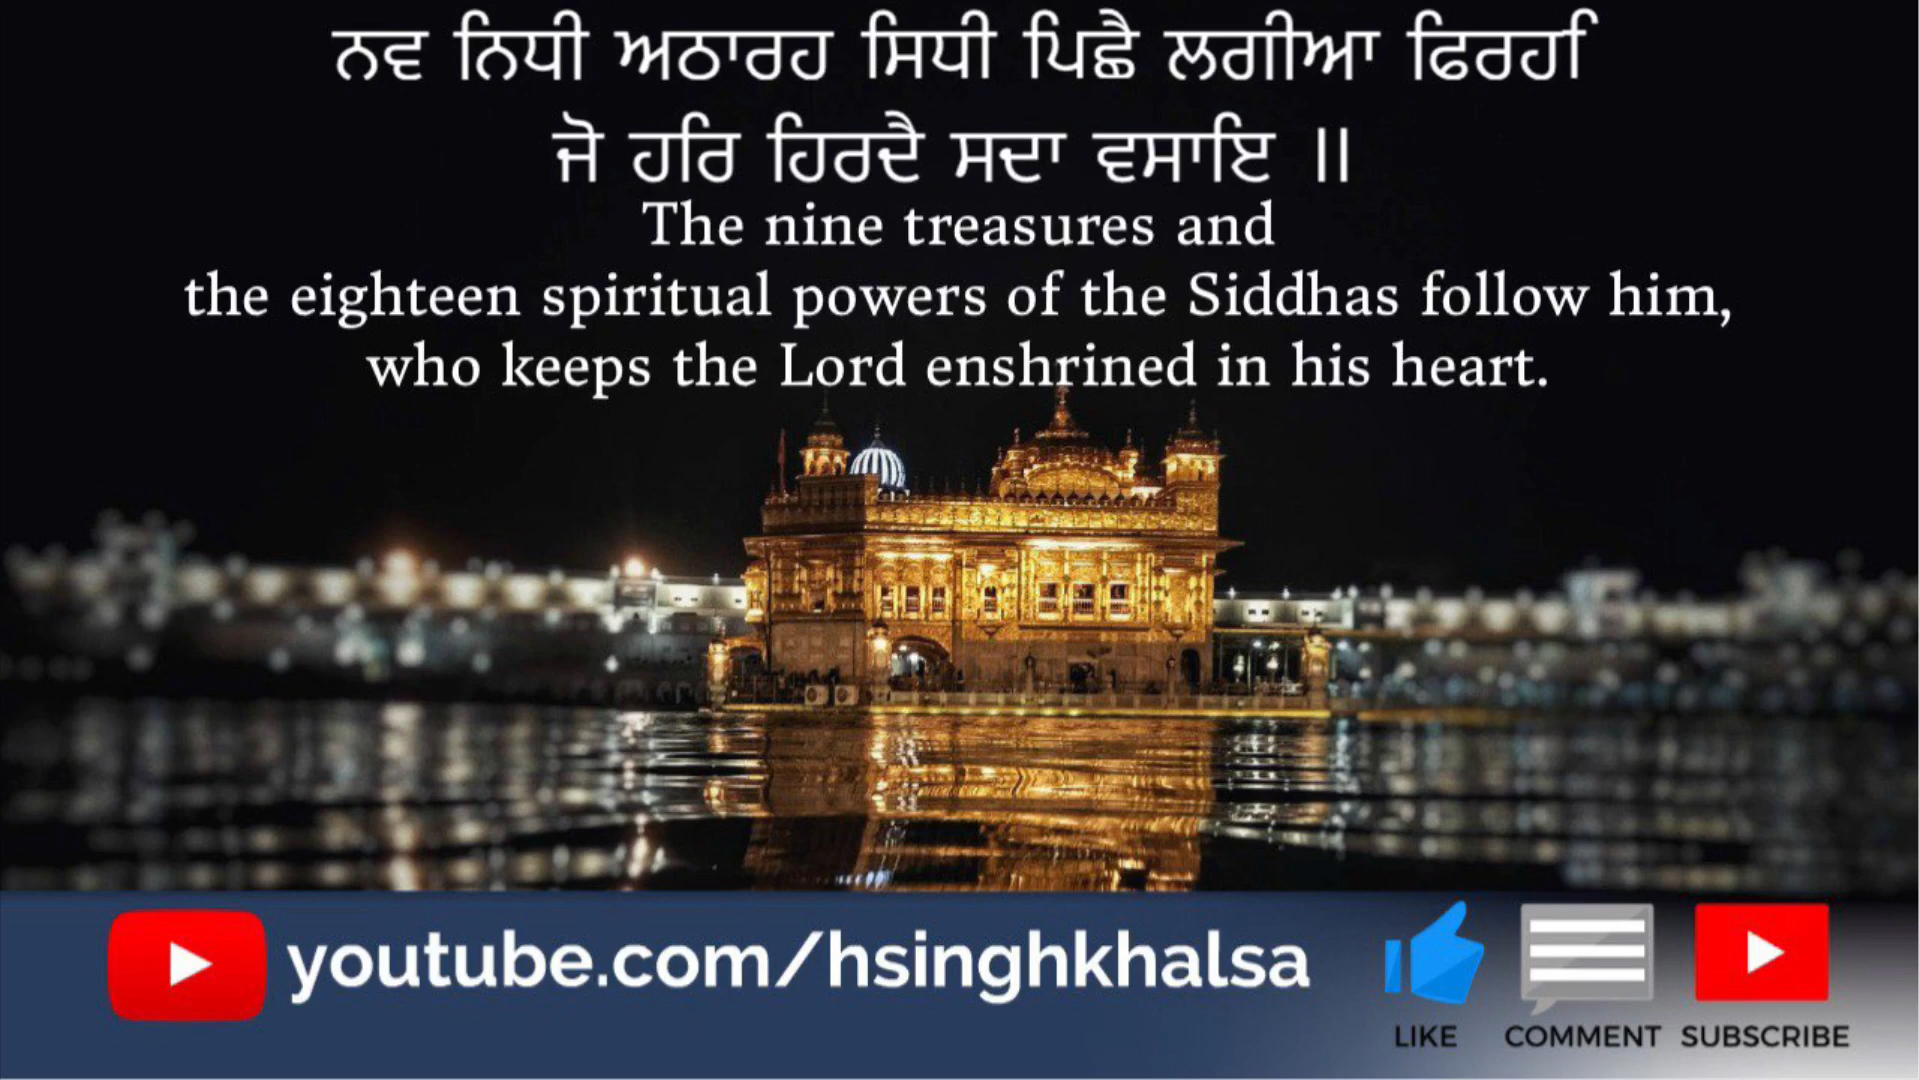 ਨਵ ਨਿਧੀ ਅਠਾਰਹ ਸਿਧੀ ਪਿਛੈ ਲਗੀਆ ਫਿਰਹਿ
ਜੋ ਹਰਿ ਹਿਰਦੈ ਸਦਾ ਵਸਾਇ ॥
The nine treasures and
the eighteen spiritual powers of the Siddhas follow him,
who keeps the Lord enshrined in his heart.
youtube.com/hsinghkhalsa
LIKE COMMENT SUBSCRIBE